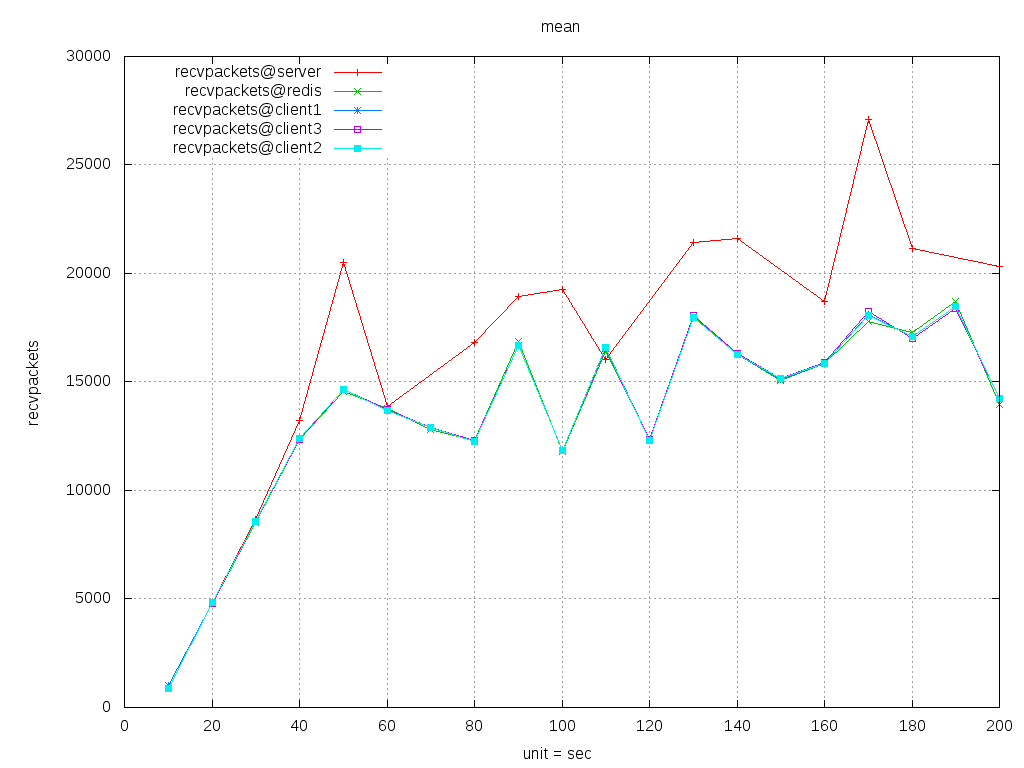 mean
30000
25000
20000
15000
10000
5000
0
recvpackets
recvpackets@server
recvpackets@redis
recvpackets@client1
recvpackets@client3
recvpackets@client2
0 20 40 60 80 100 120 140 160 180 200
unit = sec